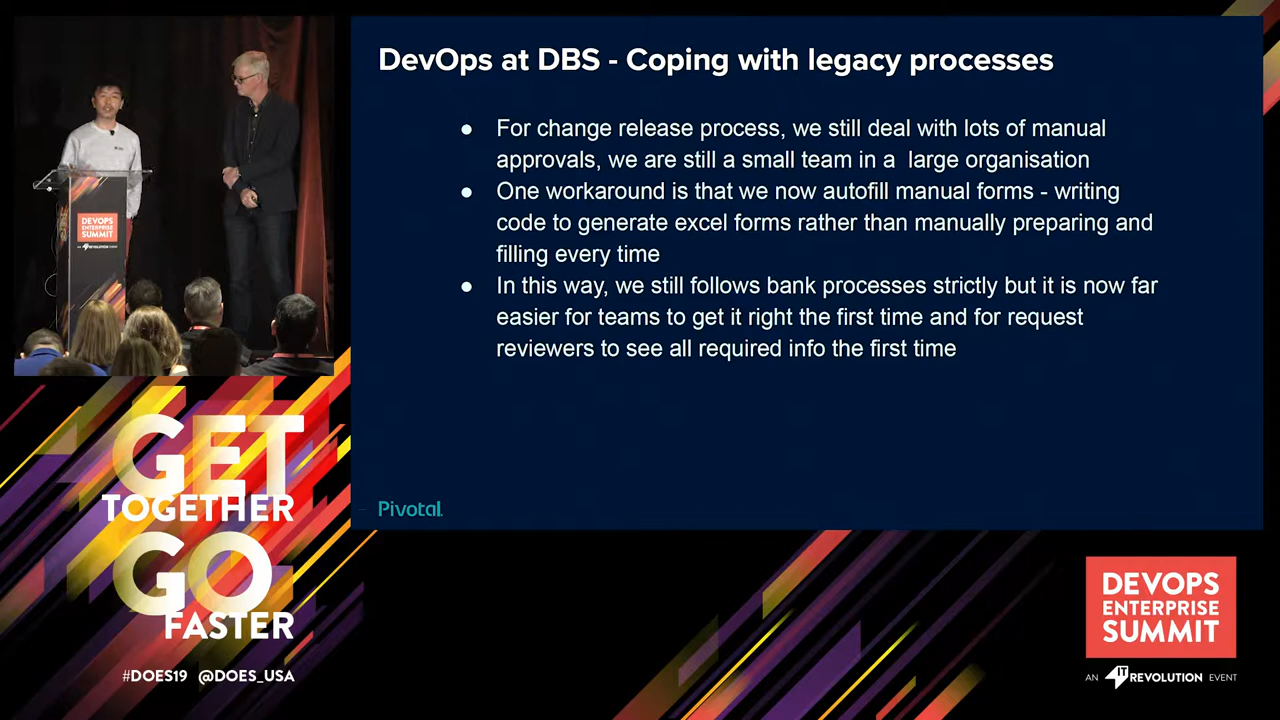 DevOps at DBS - Coping with legacy processes
● For change release process, we still deal with lots of manual
approvals, we are still a small team in a large organisation
● One workaround is that we now autofill manual forms - writing
code to generate excel forms rather than manually preparing and
filling every time
● In this way, we still follows bank processes strictly but it is now far
easier for teams to get it right the first time and for request
reviewers to see all required info the first time
Pivotal
DEVOPS
ENTERPRISE
SUMMIT
AN IT REVOLUTION EVENT
GET
TOGETHER
GO
FASTER
#DOES19 @DOES_USA
DEVOPS
ENTERPRISE
SUMMIT
AN IT REVOLUTION EVENT